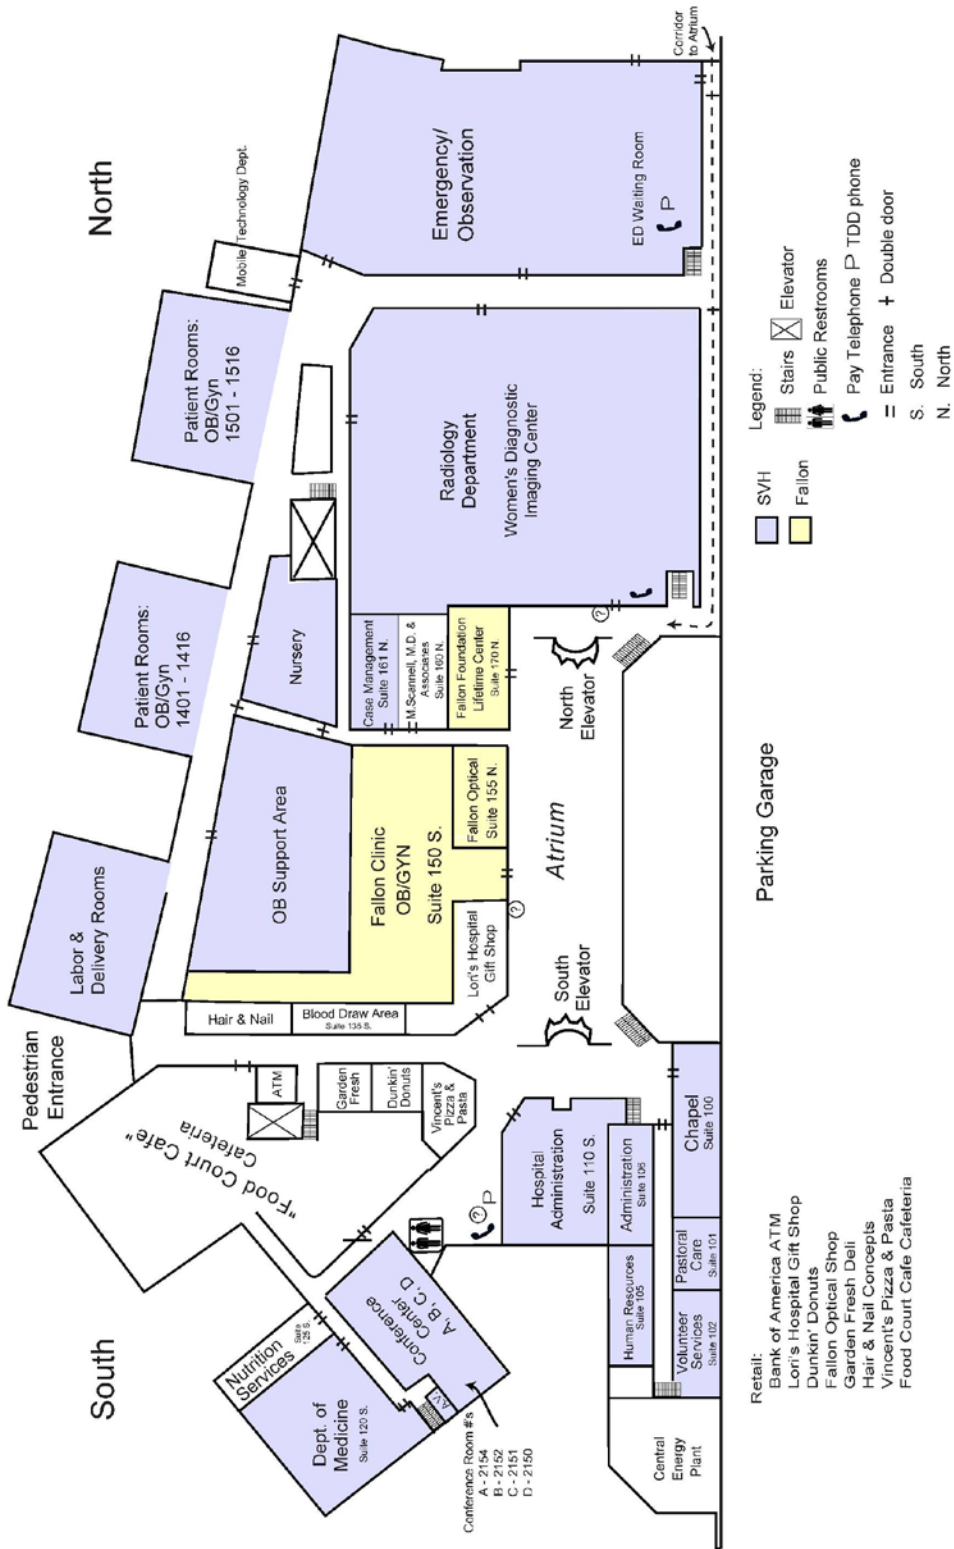 South
North
Pedestrian
Entrance
Labor &
Delivery Rooms
Patient Rooms:
OB/Gyn
1401 - 1416
Patient Rooms:
OB/Gyn
1501 - 1516
Mobile Technology Dept.
Nutrition
Services
Suite
125 S.
Dept. of
Medicine
Suite 120 S.
A.V.
Conference
Center
A, B, C, D
Conference Room #'s
A - 2154
B - 2152
C - 2151
D - 2150
"Food Court Cafe"
Cafeteria
ATM
Garden
Fresh
Dunkin'
Donuts
Vincent's
Pizza &
Pasta
Hair & Nail
Blood Draw Area
Suite 135 S.
Lori's Hospital
Gift Shop
OB Support Area
Fallon Clinic
OB/GYN
Suite 150 S.
Fallon Optical
Suite 155 N.
Nursery
Case Management
Suite 161 N.
M.Scannell, M.D. &
Associates
Suite 160 N.
Fallon Foundation
Lifetime Center
Suite 170 N.
Radiology
Department
Women's Diagnostic
Imaging Center
Emergency/
Observation
ED Waiting Room
P
Corridor
to Atrium
?
P
?
?
Hospital
Administration
Suite 110 S.
Administration
Suite 106
Human Resources
Suite 105
Chapel
Suite 100
Pastoral
Care
Suite 101
Volunteer
Services
Suite 102
Central
Energy
Plant
South
Elevator
Atrium
North
Elevator
Parking Garage
Retail:
Bank of America ATM
Lori's Hospital Gift Shop
Dunkin' Donuts
Fallon Optical Shop
Garden Fresh Deli
Hair & Nail Concepts
Vincent's Pizza & Pasta
Food Court Cafe Cafeteria
SVH
Fallon
Legend:
Stairs Elevator
Public Restrooms
Pay Telephone P TDD phone
= Entrance + Double door
S. South
N. North